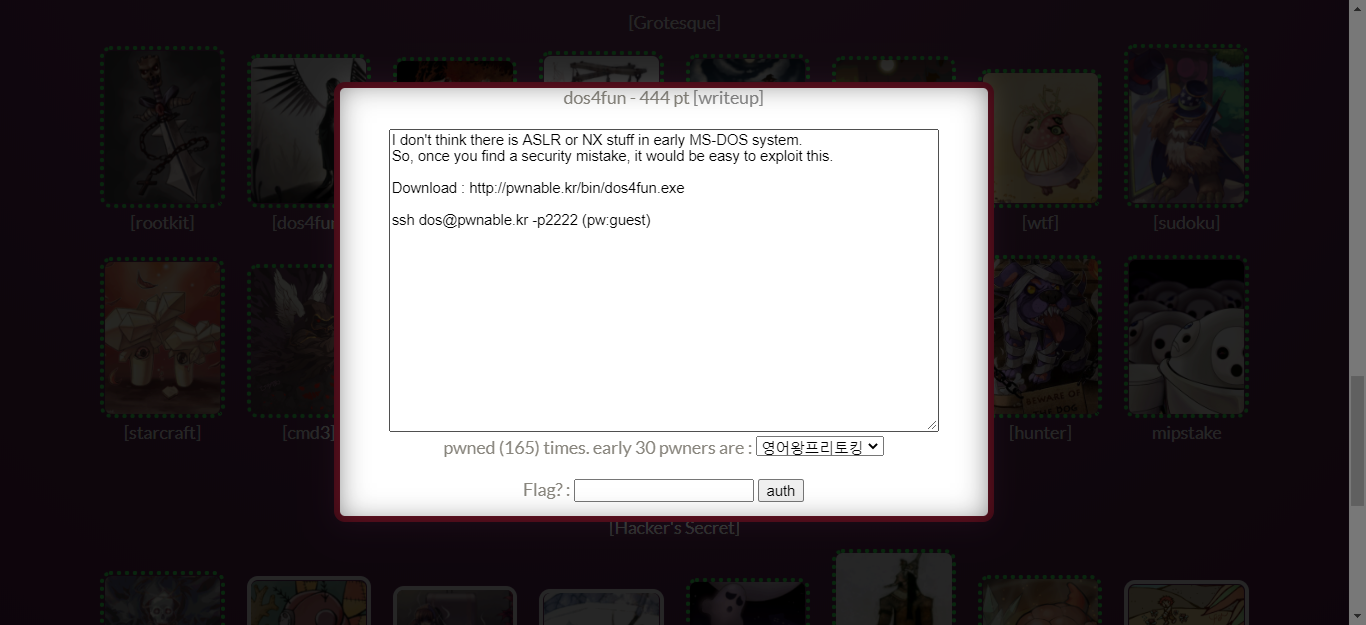 [Grotesque]
dos4fun - 444 pt [writeup]
I don't think there is ASLR or NX stuff in early MS-DOS system.
So, once you find a security mistake, it would be easy to exploit this.
Download : http://pwnable.kr/bin/dos4fun.exe
ssh dos@pwnable.kr -p2222 (pw:guest)
[rootkit]
[dos4fun
[wtf]
[sudoku]
[starcraft]
[cmd3]
[hunter]
mipstake
pwned (165) times. early 30 pwners are : 영어왕프리토킹
Flag? : auth
[Hacker's Secret]